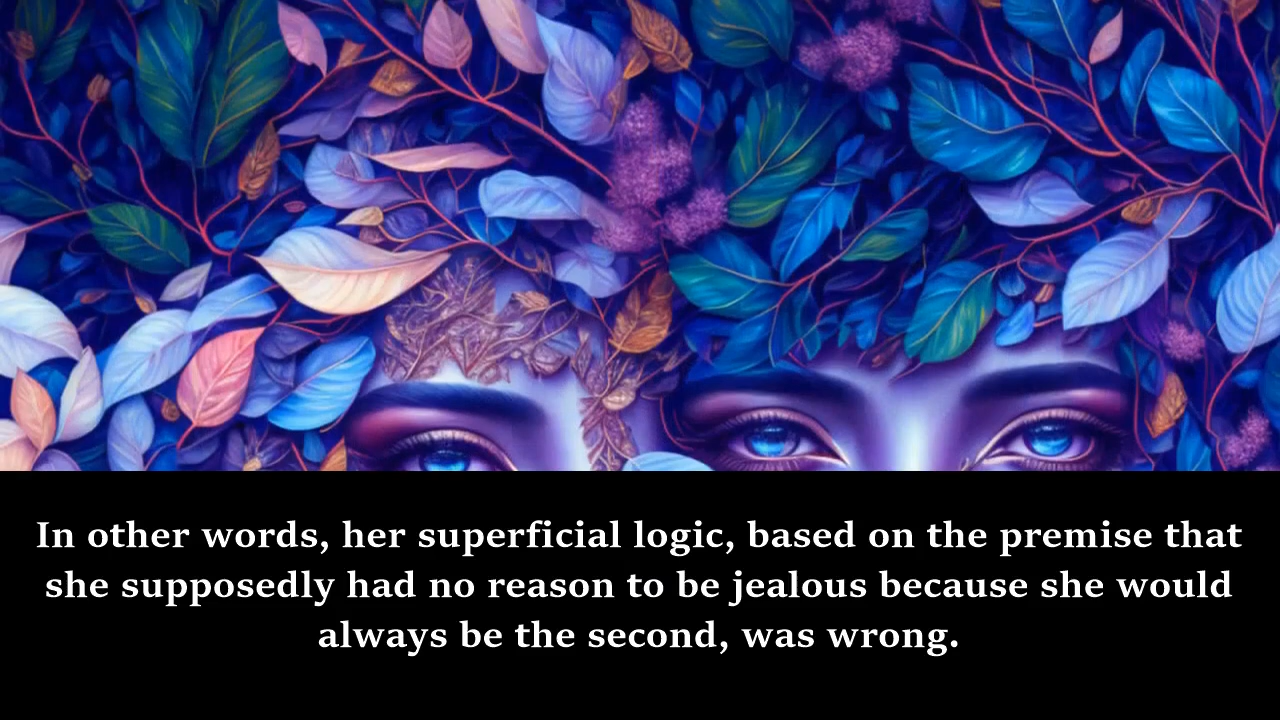 In other words, her superficial logic, based on the premise that
she supposedly had no reason to be jealous because she would
always be the second, was wrong.